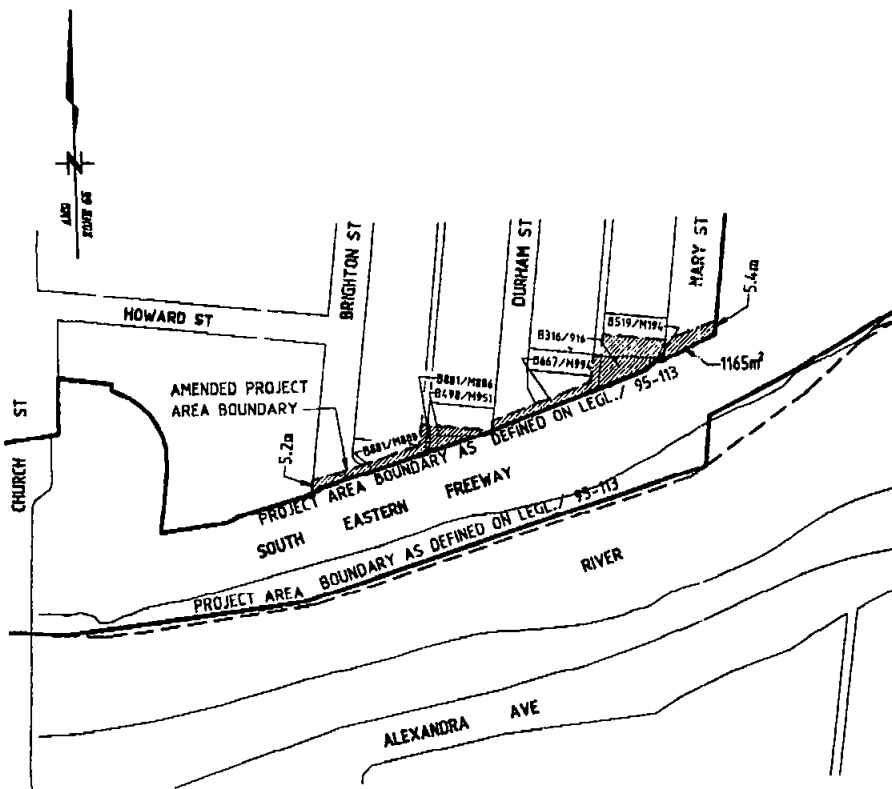 N
ZONE 55
MARY ST
5.4m
DURHAM ST
BRIGHTON ST
HOWARD ST
B519/M194
B316/916
B667/M994
1165m²
B881/M886
B498/M951
AMENDED PROJECT
AREA BOUNDARY
CHURCH ST
5.2m
PROJECT AREA BOUNDARY AS DEFINED ON LEGL./ 95-113
SOUTH EASTERN FREEWAY
PROJECT AREA BOUNDARY AS DEFINED ON LEGL./ 95-113
RIVER
ALEXANDRA AVE